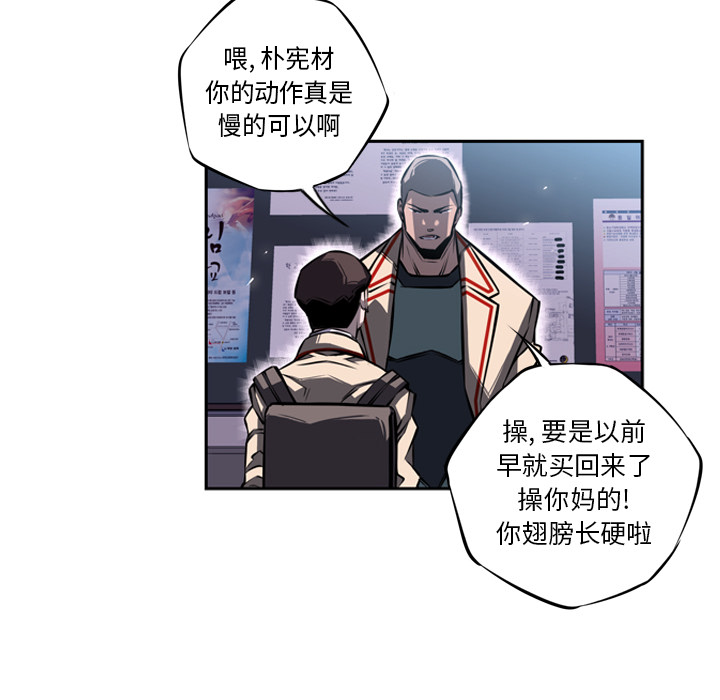 喂, 朴宪材
你的动作真是
慢的可以啊
操, 要是以前
早就买回来了
操你妈的!
你翅膀长硬啦